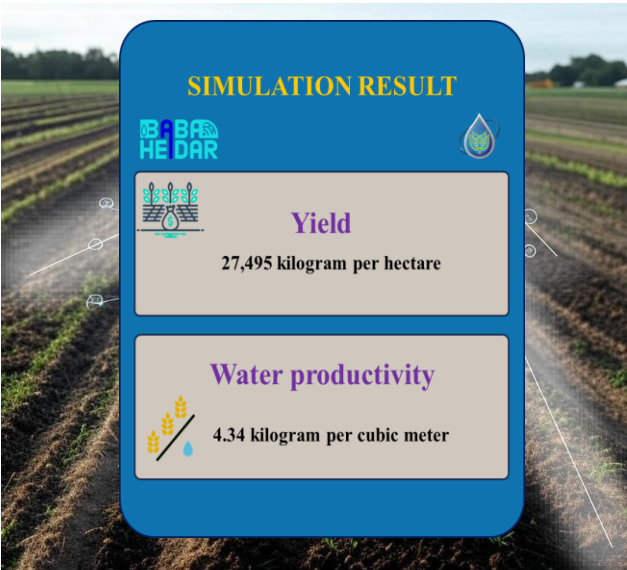 SIMULATION RESULT
BABA
HEIDAR
Yield
27,495 kilogram per hectare
Water productivity
4.34 kilogram per cubic meter